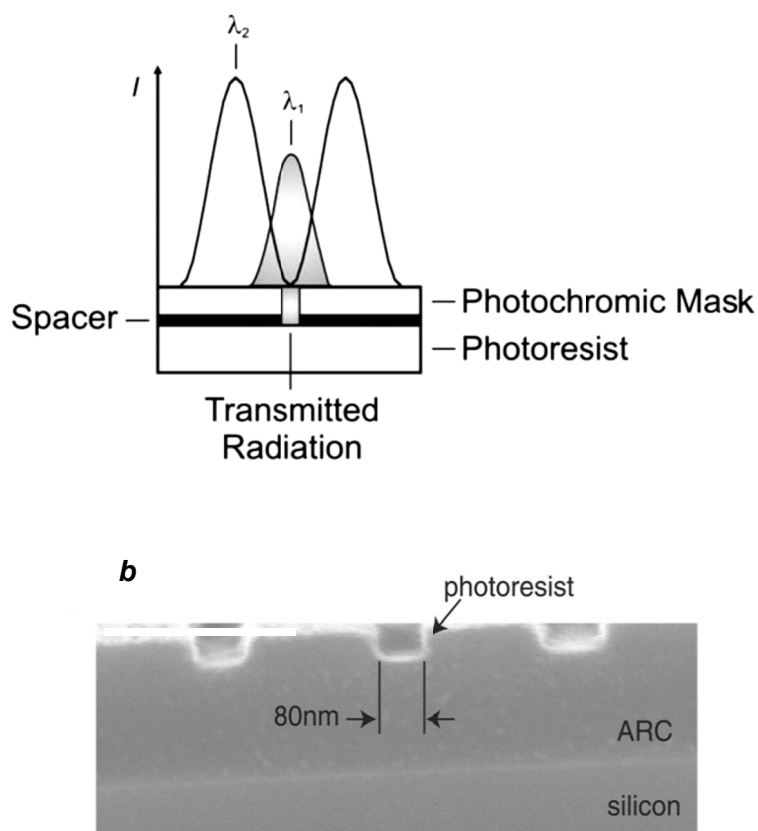 λ2
I
λ1
Spacer
Photochromic Mask
Photoresist
Transmitted
Radiation
b
photoresist
80nm
ARC
silicon